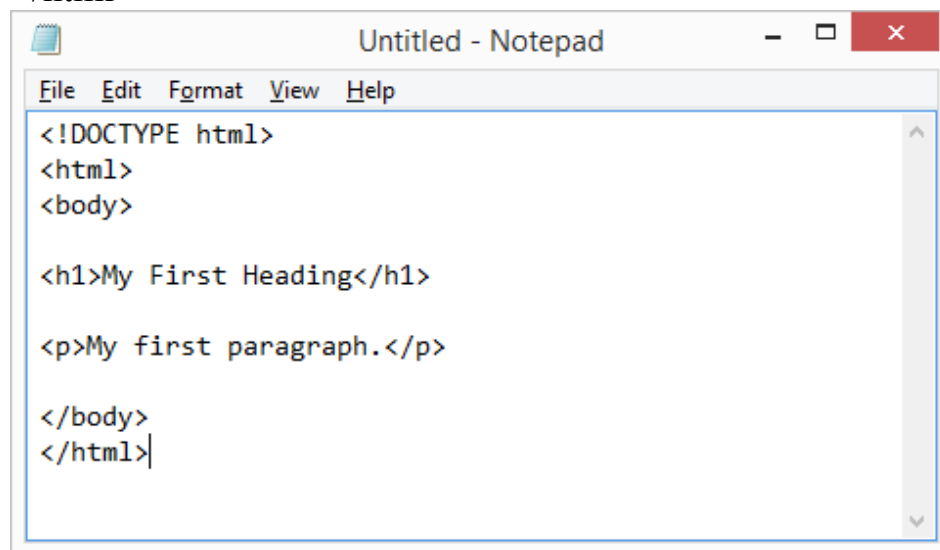 Untitled - Notepad
File Edit Format View Help
<!DOCTYPE html>
<html>
<body>
<h1>My First Heading</h1>
<p>My first paragraph.</p>
</body>
</html>